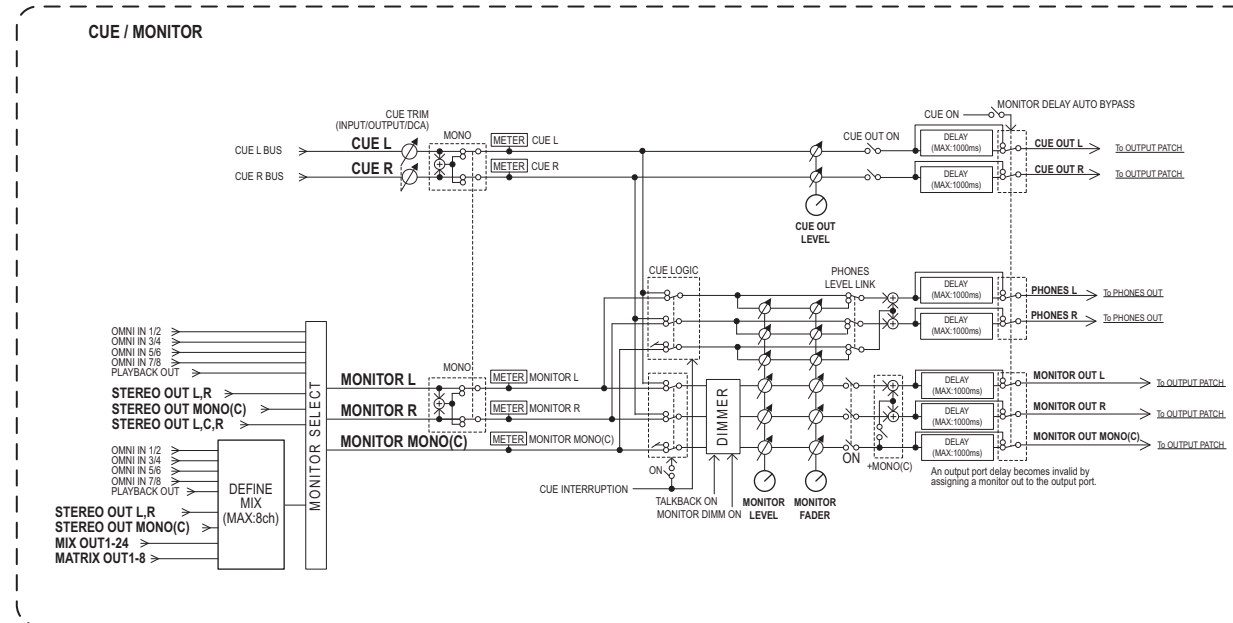 CUE / MONITOR
MONITOR DELAY AUTO BYPASS
CUE ON
CUE TRIM
(INPUT/OUTPUT/DCA)
MONO
CUE OUT ON
CUE L BUS
CUE L
METER CUE L
DELAY
(MAX:1000ms)
CUE OUT L
To OUTPUT PATCH
CUE R BUS
CUE R
METER CUE R
DELAY
(MAX:1000ms)
CUE OUT R
To OUTPUT PATCH
CUE OUT
LEVEL
CUE LOGIC
PHONES
LEVEL LINK
DELAY
(MAX:1000ms)
PHONES L
To PHONES OUT
DELAY
(MAX:1000ms)
PHONES R
To PHONES OUT
OMNI IN 1/2
OMNI IN 3/4
OMNI IN 5/6
OMNI IN 7/8
PLAYBACK OUT
STEREO OUT L,R
STEREO OUT MONO(C)
STEREO OUT L,C,R
MONITOR SELECT
MONO
MONITOR L
METER MONITOR L
MONITOR R
METER MONITOR R
MONITOR MONO(C)
METER MONITOR MONO(C)
DIMMER
DELAY
(MAX:1000ms)
MONITOR OUT L
To OUTPUT PATCH
DELAY
(MAX:1000ms)
MONITOR OUT R
To OUTPUT PATCH
DELAY
(MAX:1000ms)
MONITOR OUT MONO(C)
To OUTPUT PATCH
ON
ON
+MONO(C)
An output port delay becomes invalid by
assigning a monitor out to the output port.
CUE INTERRUPTION
TALKBACK ON
MONITOR DIMM ON
MONITOR
LEVEL
MONITOR
FADER
OMNI IN 1/2
OMNI IN 3/4
OMNI IN 5/6
OMNI IN 7/8
PLAYBACK OUT
STEREO OUT L,R
STEREO OUT MONO(C)
MIX OUT1-24
MATRIX OUT1-8
DEFINE
MIX
(MAX:8ch)